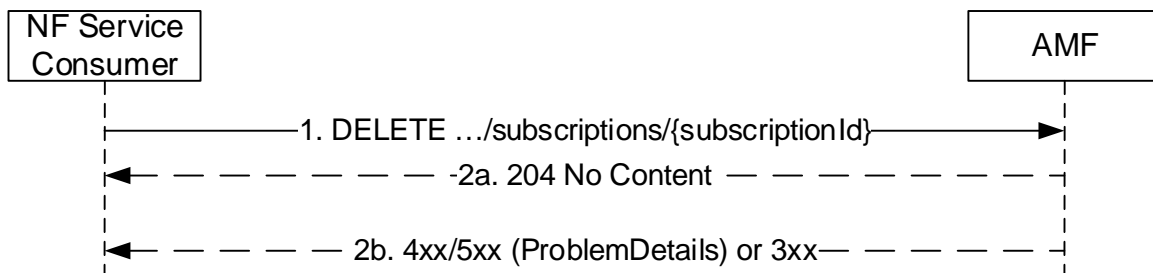 NF Service
Consumer
AMF
1. DELETE …/subscriptions/{subscriptionId}
2a. 204 No Content
2b. 4xx/5xx (ProblemDetails) or 3xx